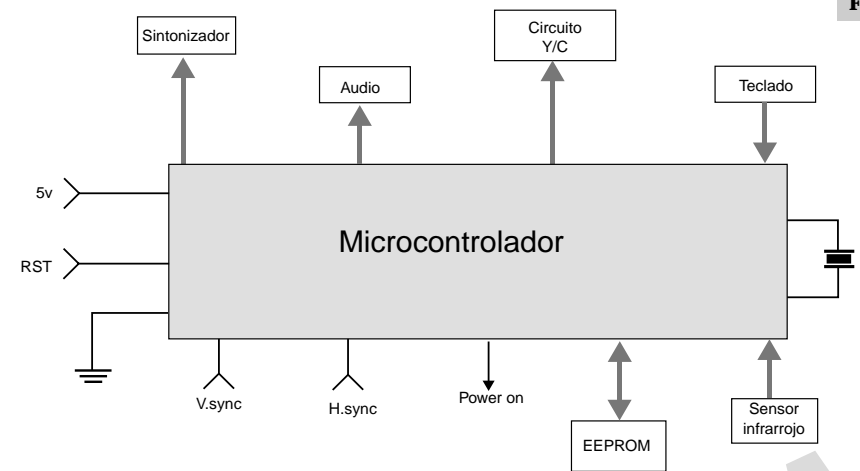 Sintonizador
Audio
Circuito
Y/C
Teclado
5v
RST
Microcontrolador
V.sync
H.sync
Power on
EEPROM
Sensor
infrarrojo